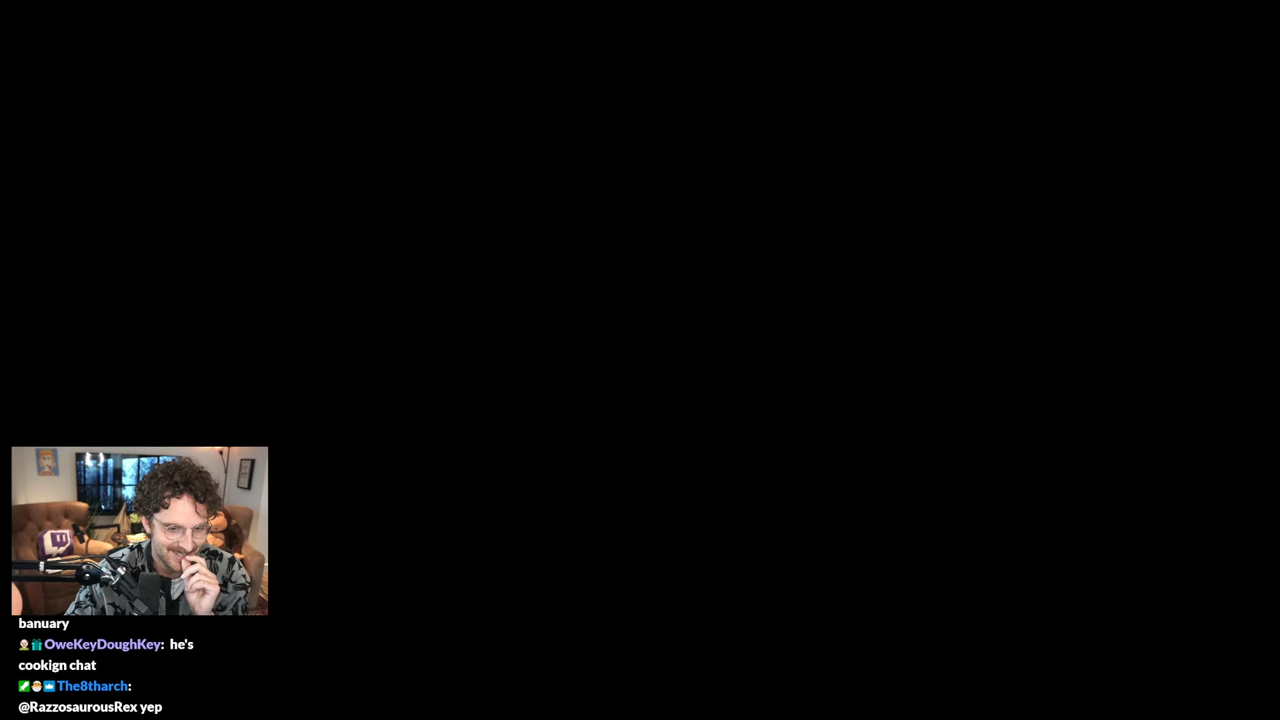 banuary
OweKeyDoughKey: he's
cookign chat
The8tharch:
@RazzosaurousRex yep